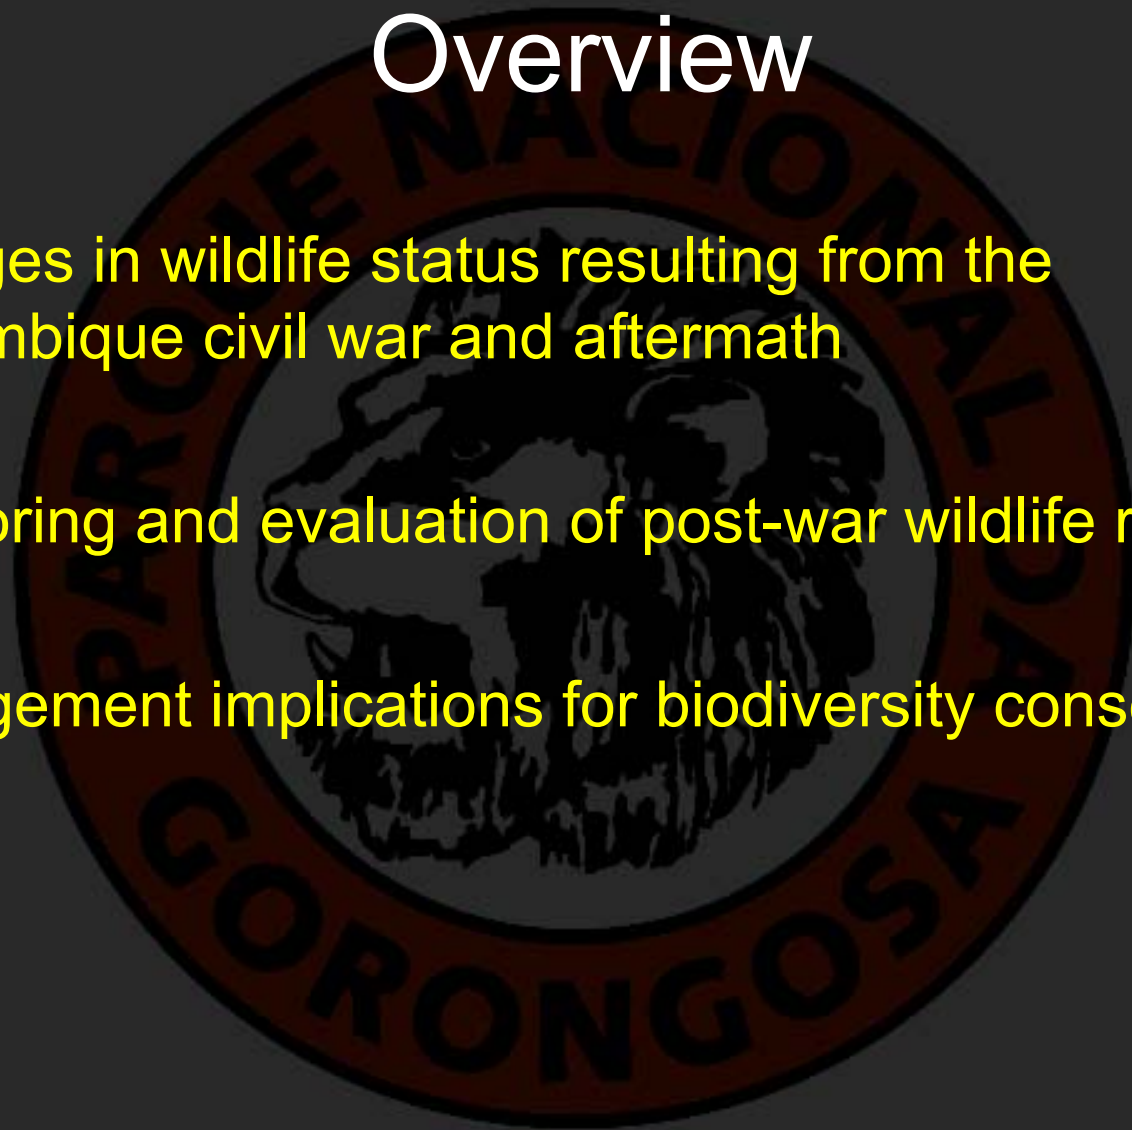 Overview
ges in wildlife status resulting from the
mbique civil war and aftermath
oring and evaluation of post-war wildlife r
gement implications for biodiversity conse
PARQUE NACIONAL DA
GORONGOSA